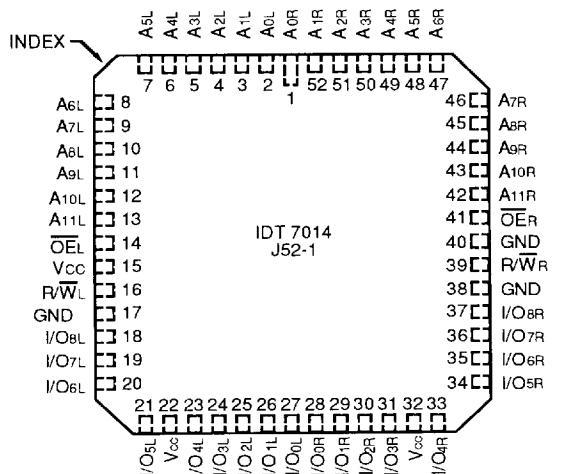 A5L A4L A3L A2L A1L A0L A0R A1R A2R A3R A4R A5R A6R
INDEX
7 6 5 4 3 2 1 52 51 50 49 48 47
A6L 8 46 A7R
A7L 9 45 A8R
A8L 10 44 A9R
A9L 11 43 A10R
A10L 12 42 A11R
A11L 13 41 O̅E̅R
O̅E̅L 14 40 GND
VCC 15 39 R/W̅R
R/W̅L 16 38 GND
GND 17 37 I/O8R
I/O8L 18 36 I/O7R
I/O7L 19 35 I/O6R
I/O6L 20 34 I/O5R
IDT 7014
J52-1
21 22 23 24 25 26 27 28 29 30 31 32 33
I/O5L VCC I/O4L I/O3L I/O2L I/O1L I/O0L I/O0R I/O1R I/O2R I/O3R VCC I/O4R